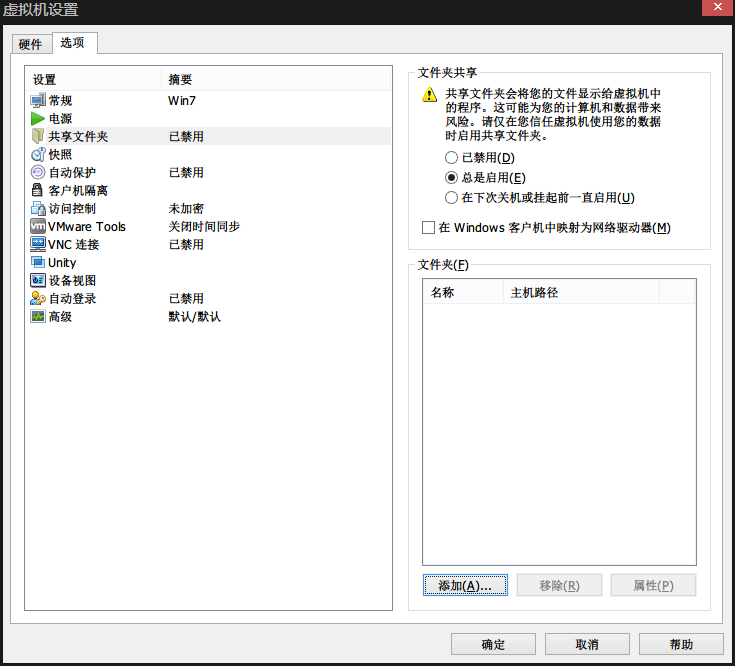 虚拟机设置
硬件 选项
设置 摘要
常规 Win7
电源
共享文件夹 已禁用
快照
自动保护 已禁用
客户机隔离
访问控制 未加密
VMware Tools 关闭时间同步
VNC 连接 已禁用
Unity
设备视图
自动登录 已禁用
高级 默认/默认
文件夹共享
共享文件夹会将您的文件显示给虚拟机中
的程序。这可能为您的计算机和数据带来
风险。请仅在您信任虚拟机使用您的数据
时启用共享文件夹。
已禁用(D)
总是启用(E)
在下次关机或挂起前一直启用(U)
在 Windows 客户机中映射为网络驱动器(M)
文件夹(F)
名称 主机路径
添加(A)... 移除(R) 属性(P)
确定 取消 帮助